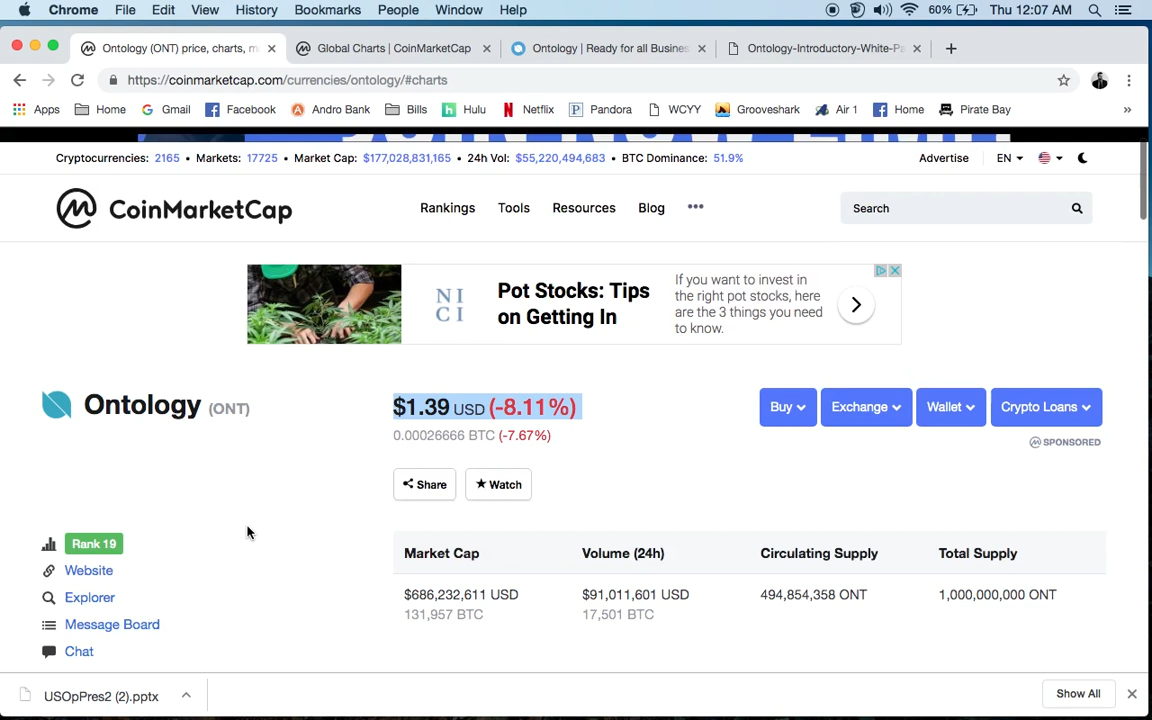 Chrome File Edit View History Bookmarks People Window Help 60% Thu 12:07 AM
Ontology (ONT) price, charts, m
Global Charts | CoinMarketCap
Ontology | Ready for all Busines
Ontology-Introductory-White-Pa
https://coinmarketcap.com/currencies/ontology/#charts
Apps Home Gmail Facebook Andro Bank Bills Hulu Netflix Pandora WCYY Grooveshark Air 1 Home Pirate Bay »
Cryptocurrencies: 2165 • Markets: 17725 • Market Cap: $177,028,831,165 • 24h Vol: $55,220,494,683 • BTC Dominance: 51.9% Advertise EN
CoinMarketCap
Rankings Tools Resources Blog •••
Search
Pot Stocks: Tips
on Getting In
NI
CI
If you want to invest in
the right pot stocks, here
are the 3 things you need
to know.
Ontology (ONT)
$1.39 USD (-8.11%)
0.00026666 BTC (-7.67%)
Buy Exchange Wallet Crypto Loans
SPONSORED
Share Watch
Rank 19
Website
Explorer
Message Board
Chat
Market Cap Volume (24h) Circulating Supply Total Supply
$686,232,611 USD $91,011,601 USD 494,854,358 ONT 1,000,000,000 ONT
131,957 BTC 17,501 BTC
USOpPres2 (2).pptx
Show All